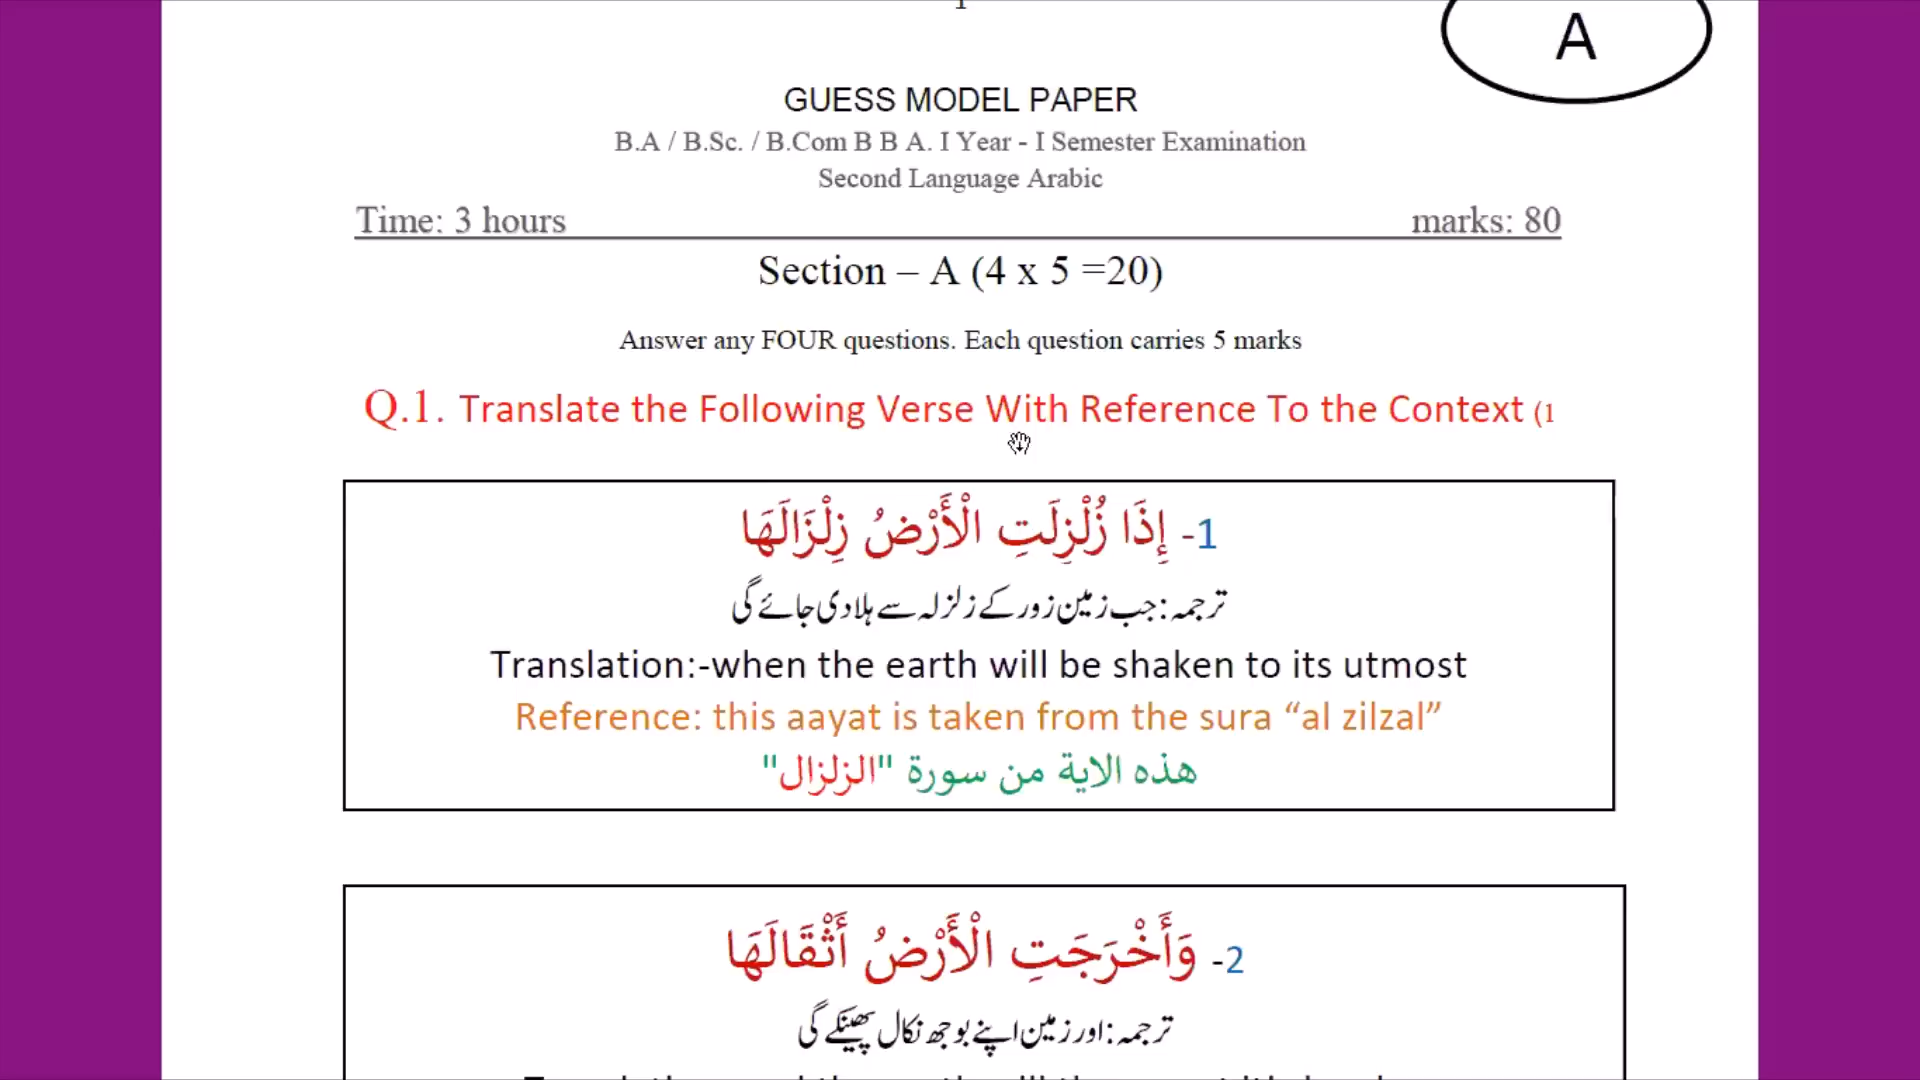 A
GUESS MODEL PAPER
B.A / B.Sc. / B.Com B B A. I Year - I Semester Examination
Second Language Arabic
Time: 3 hours marks: 80
Section – A (4 x 5 =20)
Answer any FOUR questions. Each question carries 5 marks
Q.1. Translate the Following Verse With Reference To the Context (1
1- إِذَا زُلْزِلَتِ الْأَرْضُ زِلْزَالَهَا
ترجمہ: جب زمین زور کے زلزلہ سے ہلا دی جائے گی
Translation:-when the earth will be shaken to its utmost
Reference: this aayat is taken from the sura “al zilzal”
هذه الاية من سورة "الزلزال"
2- وَأَخْرَجَتِ الْأَرْضُ أَثْقَالَهَا
ترجمہ: اور زمین اپنے بوجھ نکال پھینکے گی